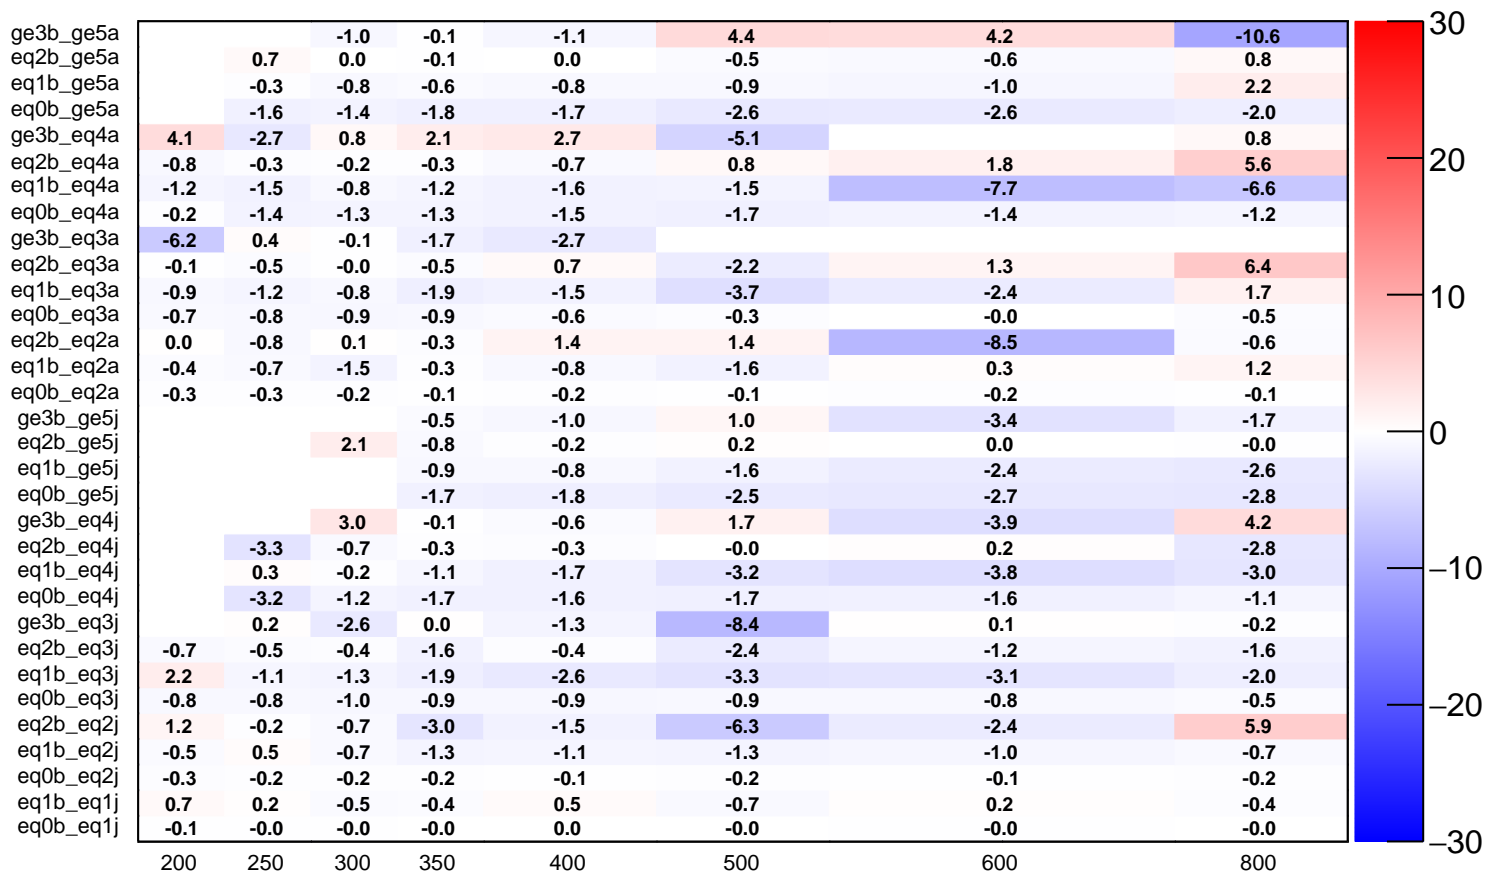 ge3b_ge5a -1.0 -0.1 -1.1 4.4 4.2 -10.6 30
eq2b_ge5a 0.7 0.0 -0.1 0.0 -0.5 -0.6 0.8
eq1b_ge5a -0.3 -0.8 -0.6 -0.8 -0.9 -1.0 2.2
eq0b_ge5a -1.6 -1.4 -1.8 -1.7 -2.6 -2.6 -2.0
ge3b_eq4a 4.1 -2.7 0.8 2.1 2.7 -5.1 0.8
eq2b_eq4a -0.8 -0.3 -0.2 -0.3 -0.7 0.8 1.8 5.6 20
eq1b_eq4a -1.2 -1.5 -0.8 -1.2 -1.6 -1.5 -7.7 -6.6
eq0b_eq4a -0.2 -1.4 -1.3 -1.3 -1.5 -1.7 -1.4 -1.2
ge3b_eq3a -6.2 0.4 -0.1 -1.7 -2.7
eq2b_eq3a -0.1 -0.5 -0.0 -0.5 0.7 -2.2 1.3 6.4
eq1b_eq3a -0.9 -1.2 -0.8 -1.9 -1.5 -3.7 -2.4 1.7 10
eq0b_eq3a -0.7 -0.8 -0.9 -0.9 -0.6 -0.3 -0.0 -0.5
eq2b_eq2a 0.0 -0.8 0.1 -0.3 1.4 1.4 -8.5 -0.6
eq1b_eq2a -0.4 -0.7 -1.5 -0.3 -0.8 -1.6 0.3 1.2
eq0b_eq2a -0.3 -0.3 -0.2 -0.1 -0.2 -0.1 -0.2 -0.1
ge3b_ge5j -0.5 -1.0 1.0 -3.4 -1.7 0
eq2b_ge5j 2.1 -0.8 -0.2 0.2 0.0 -0.0
eq1b_ge5j -0.9 -0.8 -1.6 -2.4 -2.6
eq0b_ge5j -1.7 -1.8 -2.5 -2.7 -2.8
ge3b_eq4j 3.0 -0.1 -0.6 1.7 -3.9 4.2
eq2b_eq4j -3.3 -0.7 -0.3 -0.3 -0.0 0.2 -2.8
eq1b_eq4j 0.3 -0.2 -1.1 -1.7 -3.2 -3.8 -3.0 –10
eq0b_eq4j -3.2 -1.2 -1.7 -1.6 -1.7 -1.6 -1.1
ge3b_eq3j 0.2 -2.6 0.0 -1.3 -8.4 0.1 -0.2
eq2b_eq3j -0.7 -0.5 -0.4 -1.6 -0.4 -2.4 -1.2 -1.6
eq1b_eq3j 2.2 -1.1 -1.3 -1.9 -2.6 -3.3 -3.1 -2.0
eq0b_eq3j -0.8 -0.8 -1.0 -0.9 -0.9 -0.9 -0.8 -0.5 –20
eq2b_eq2j 1.2 -0.2 -0.7 -3.0 -1.5 -6.3 -2.4 5.9
eq1b_eq2j -0.5 0.5 -0.7 -1.3 -1.1 -1.3 -1.0 -0.7
eq0b_eq2j -0.3 -0.2 -0.2 -0.2 -0.1 -0.2 -0.1 -0.2
eq1b_eq1j 0.7 0.2 -0.5 -0.4 0.5 -0.7 0.2 -0.4
eq0b_eq1j -0.1 -0.0 -0.0 -0.0 0.0 -0.0 -0.0 -0.0 –30
200 250 300 350 400 500 600 800